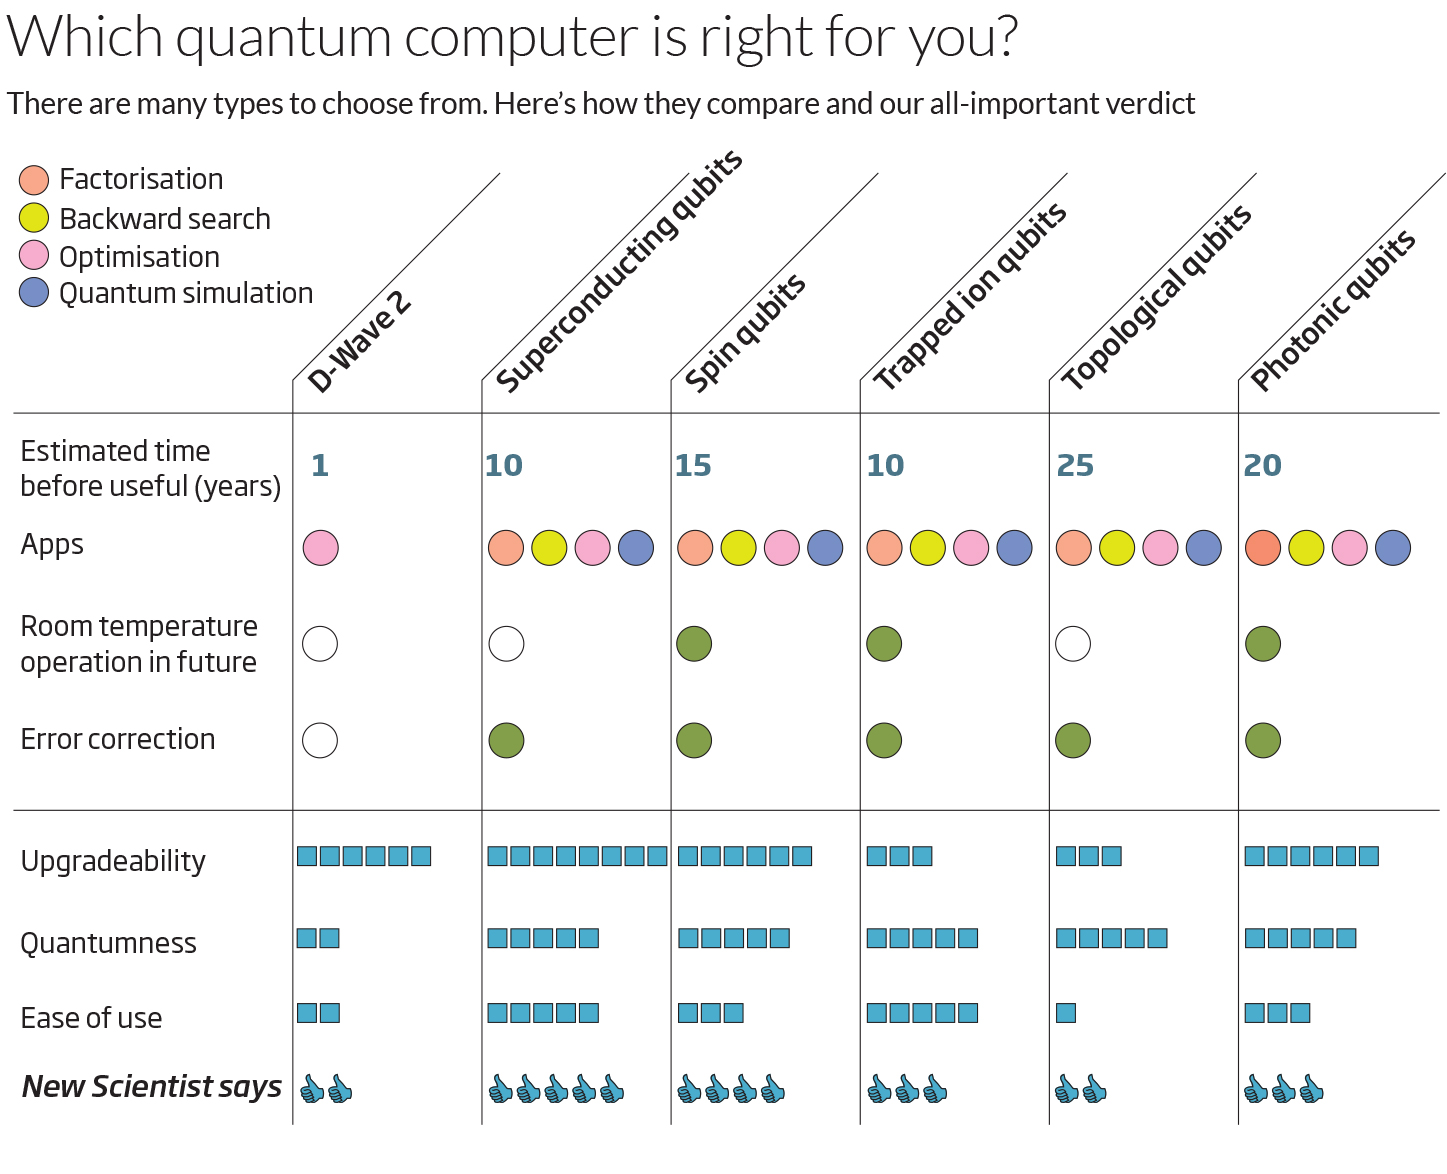 Which quantum computer is right for you?
There are many types to choose from. Here’s how they compare and our all-important verdict
Factorisation
Backward search
Optimisation
Quantum simulation
D-Wave 2
Superconducting qubits
Spin qubits
Trapped ion qubits
Topological qubits
Photonic qubits
Estimated time
before useful (years)
1
10
15
10
25
20
Apps
Room temperature
operation in future
Error correction
Upgradeability
Quantumness
Ease of use
New Scientist says